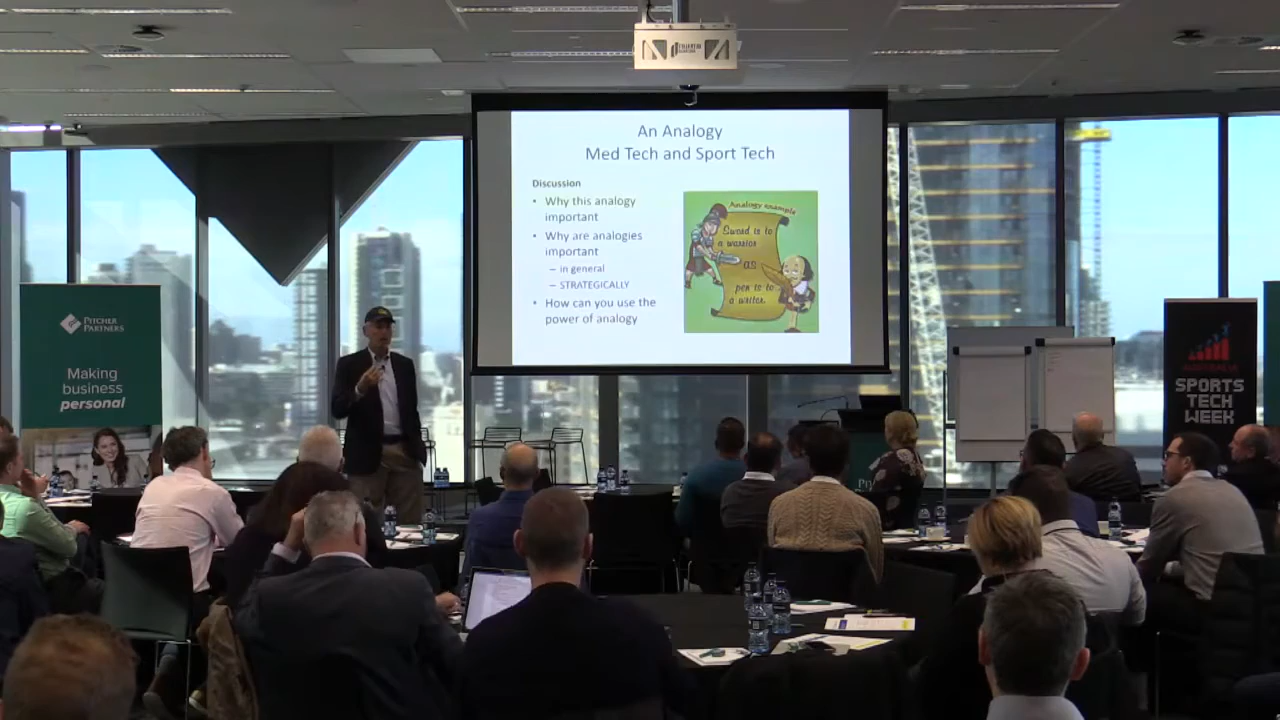 An Analogy
Med Tech and Sport Tech
Discussion
• Why this analogy
important
• Why are analogies
important
– in general
– STRATEGICALLY
• How can you use the
power of analogy
Analogy example
Sword is to
a warrior
as
pen is to
a writer.
PITCHER
PARTNERS
Making
business
personal
AUSTRALIA
SPORTS
TECH
WEEK